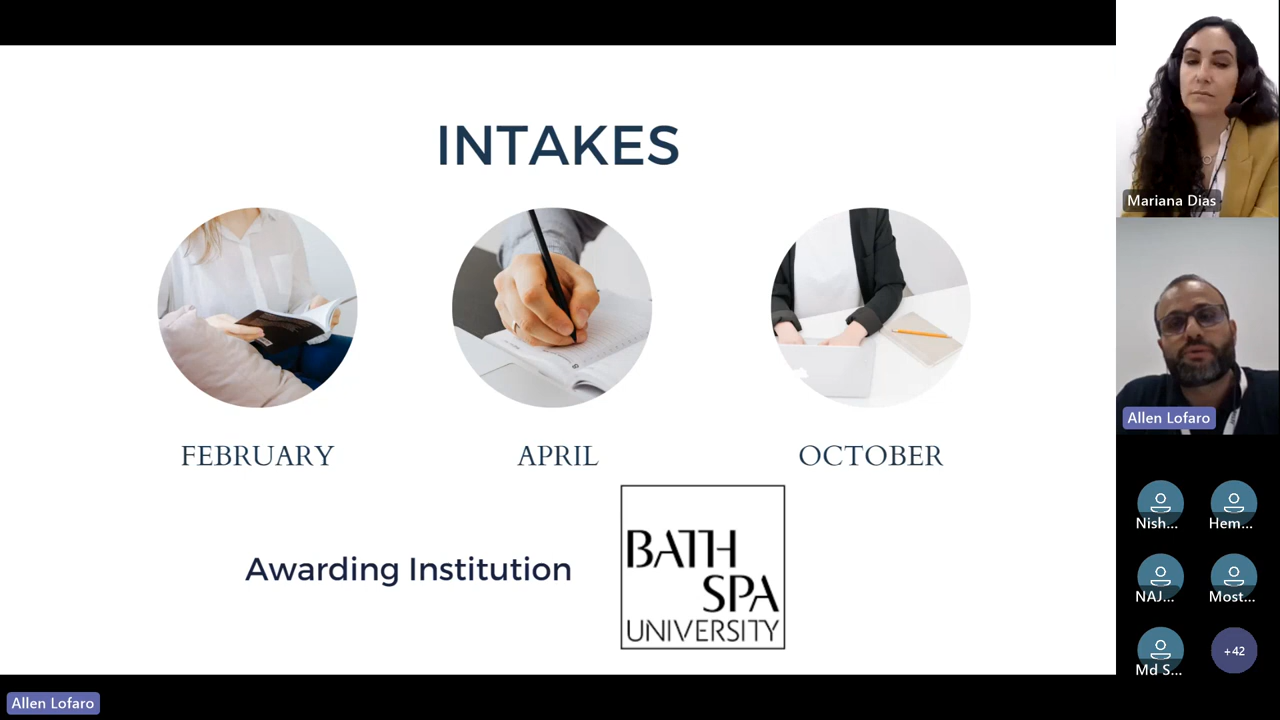 INTAKES
FEBRUARY
APRIL
OCTOBER
Awarding Institution
BATH
SPA
UNIVERSITY
Mariana Dias
Allen Lofaro
Nish...
Hem...
NAJ...
Most...
Md S...
+42
Allen Lofaro